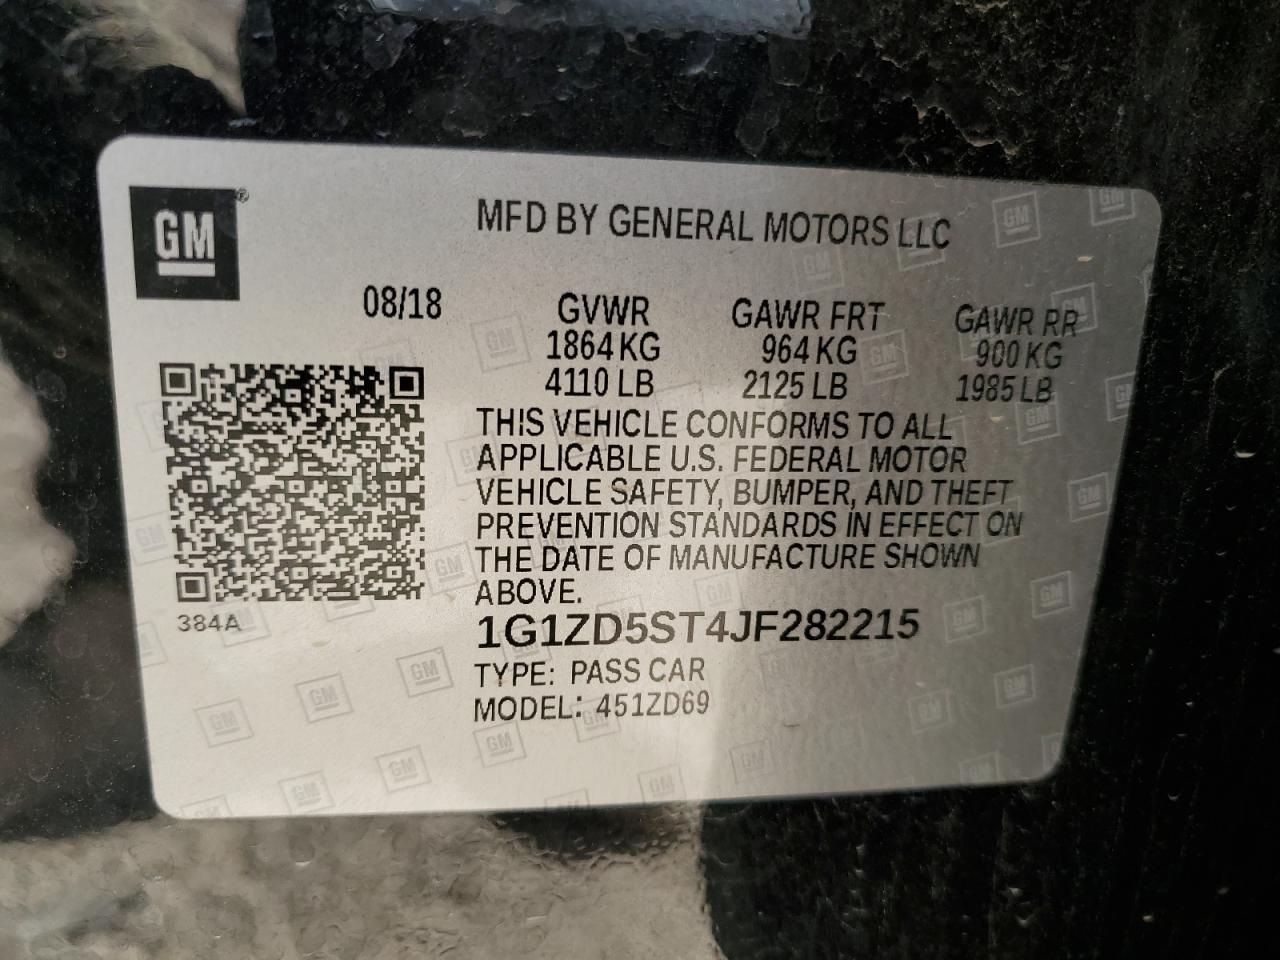 GM®
MFD BY GENERAL MOTORS LLC
08/18 GVWR GAWR FRT GAWR RR
1864 KG 964 KG 900 KG
4110 LB 2125 LB 1985 LB
THIS VEHICLE CONFORMS TO ALL
APPLICABLE U.S. FEDERAL MOTOR
VEHICLE SAFETY, BUMPER, AND THEFT
PREVENTION STANDARDS IN EFFECT ON
THE DATE OF MANUFACTURE SHOWN
ABOVE.
384A
1G1ZD5ST4JF282215
TYPE: PASS CAR
MODEL: 451ZD69